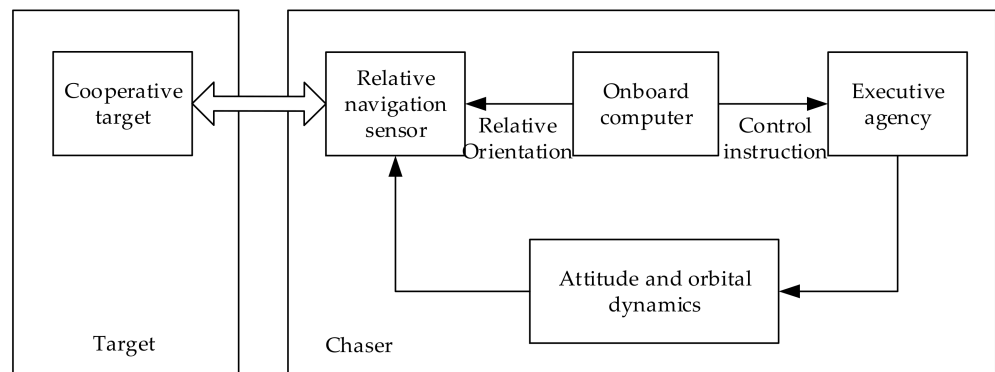 Cooperative
target
Relative
navigation
sensor
Relative
Orientation
Onboard
computer
Control
instruction
Executive
agency
Attitude and orbital
dynamics
Target
Chaser